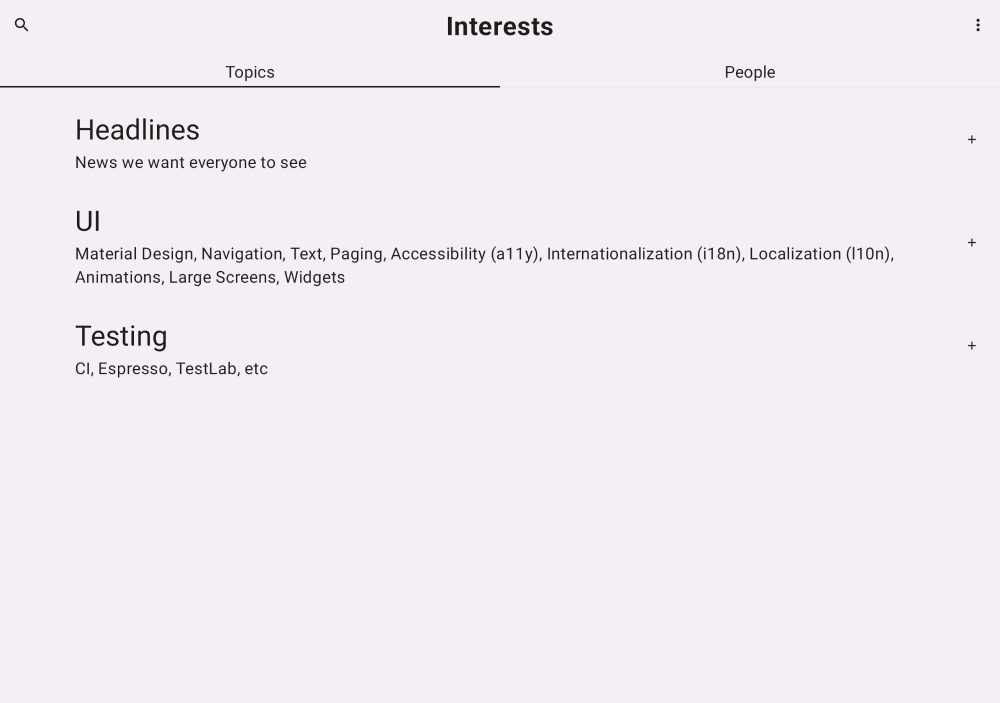 Interests
Topics
People
Headlines
News we want everyone to see
UI
Material Design, Navigation, Text, Paging, Accessibility (a11y), Internationalization (i18n), Localization (l10n),
Animations, Large Screens, Widgets
Testing
CI, Espresso, TestLab, etc